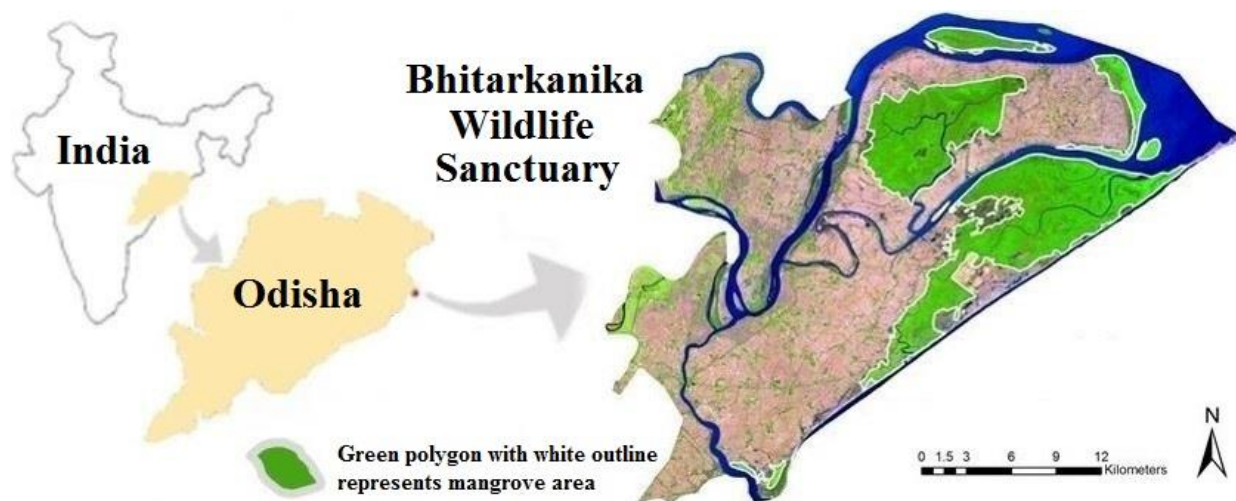 India
Odisha
Bhitarkanika
Wildlife
Sanctuary
Green polygon with white outline
represents mangrove area
N
0 1.5 3 6 9 12
Kilometers